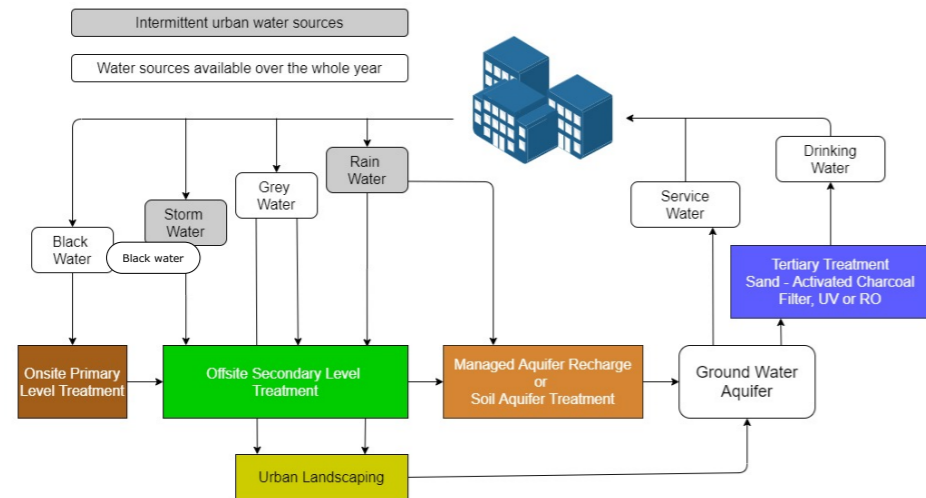 Intermittent urban water sources
Water sources available over the whole year
Rain
Water
Drinking
Water
Grey
Water
Service
Water
Storm
Water
Black
Water
Black water
Tertiary Treatment
Sand - Activated Charcoal
Filter, UV or RO
Onsite Primary
Level Treatment
Offsite Secondary Level
Treatment
Managed Aquifer Recharge
or
Soil Aquifer Treatment
Ground Water
Aquifer
Urban Landscaping